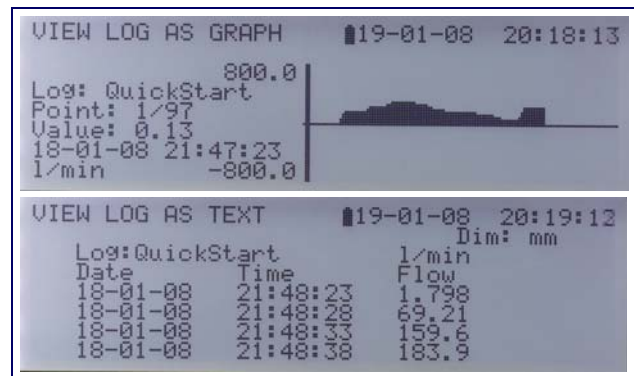 VIEW LOG AS GRAPH 19-01-08 20:18:13
800.0
Log: QuickStart
Point: 1/97
Value: 0.13
18-01-08 21:47:23
l/min -800.0
VIEW LOG AS TEXT 19-01-08 20:19:12
Dim: mm
Log:QuickStart l/min
Date Time Flow
18-01-08 21:48:23 1.798
18-01-08 21:48:28 69.21
18-01-08 21:48:33 159.6
18-01-08 21:48:38 183.9